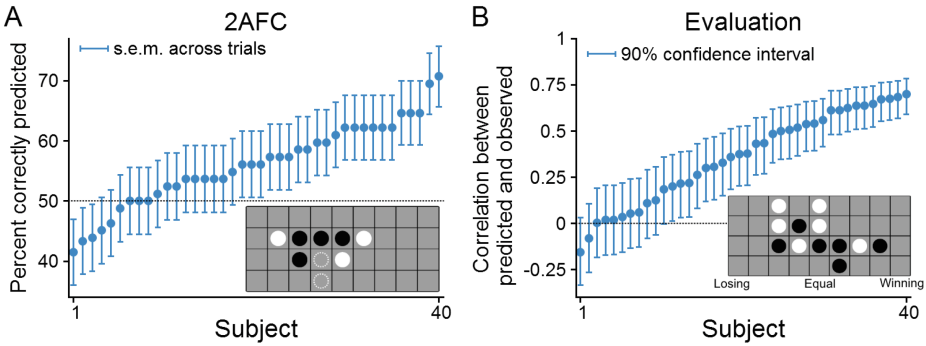 A
2AFC
s.e.m. across trials
Percent correctly predicted
70
60
50
40
1
40
Subject
B
Evaluation
90% confidence interval
Correlation between
predicted and observed
1
0.75
0.5
0.25
0
-0.25
Losing
Equal
Winning
1
40
Subject